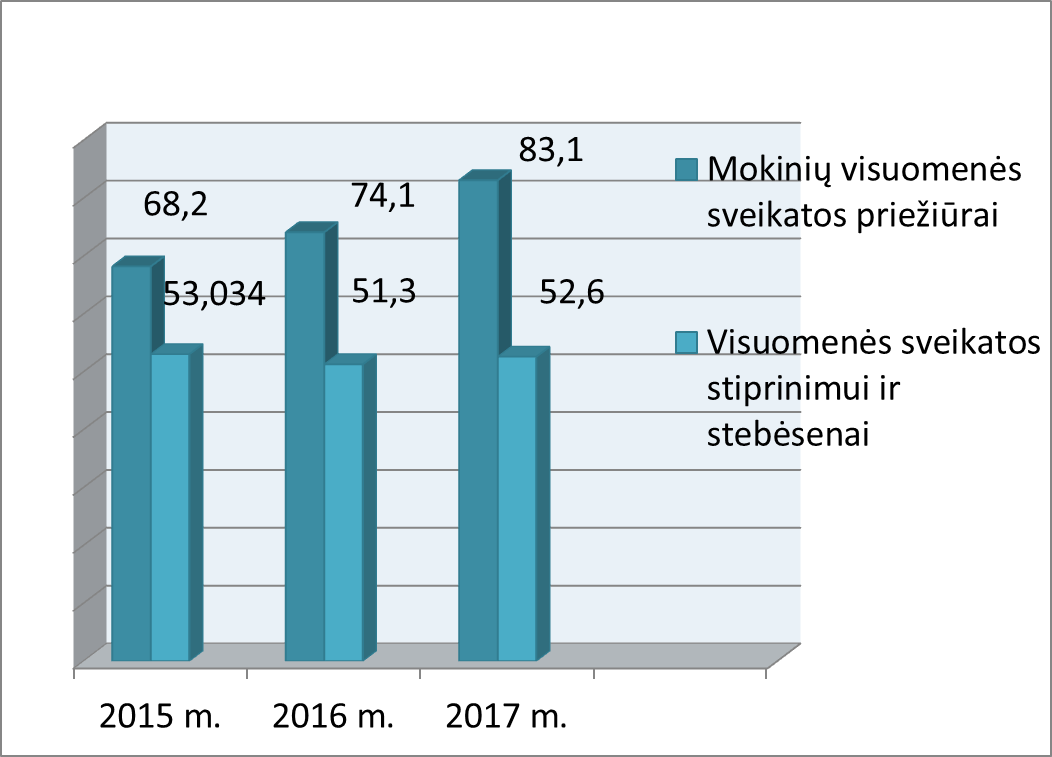 83,1
74,1
68,2
53,034
51,3
52,6
Mokinių visuomenės
sveikatos priežiūrai
Visuomenės sveikatos
stiprinimui ir
stebėsenai
2015 m.
2016 m.
2017 m.